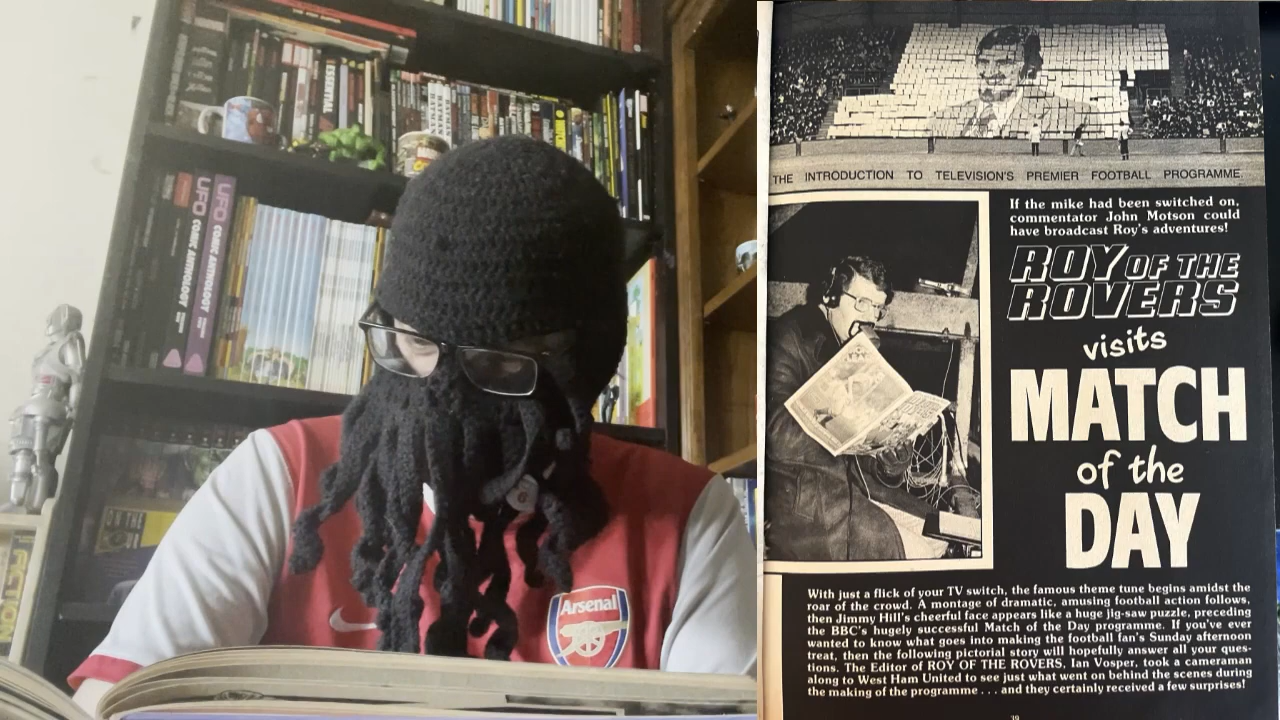 ESSENTIAL
BATMAN
BATMAN
UFO COMIC ANTHOLOGY
UFO COMIC ANTHOLOGY
ON THE
ACTION
Arsenal
THE INTRODUCTION TO TELEVISION'S PREMIER FOOTBALL PROGRAMME.
If the mike had been switched on,
commentator John Motson could
have broadcast Roy's adventures!
ROY OF THE
ROVERS
visits
MATCH
of the
DAY
With just a flick of your TV switch, the famous theme tune begins amidst the
roar of the crowd. A montage of dramatic, amusing football action follows,
then Jimmy Hill's cheerful face appears like a huge jig-saw puzzle, preceding
the BBC's hugely successful Match of the Day programme. If you've ever
wanted to know what goes into making the football fan's Sunday afternoon
treat, then the following pictorial story will hopefully answer all your ques-
tions. The Editor of ROY OF THE ROVERS, Ian Vosper, took a cameraman
along to West Ham United to see just what went on behind the scenes during
the making of the programme . . . and they certainly received a few surprises!